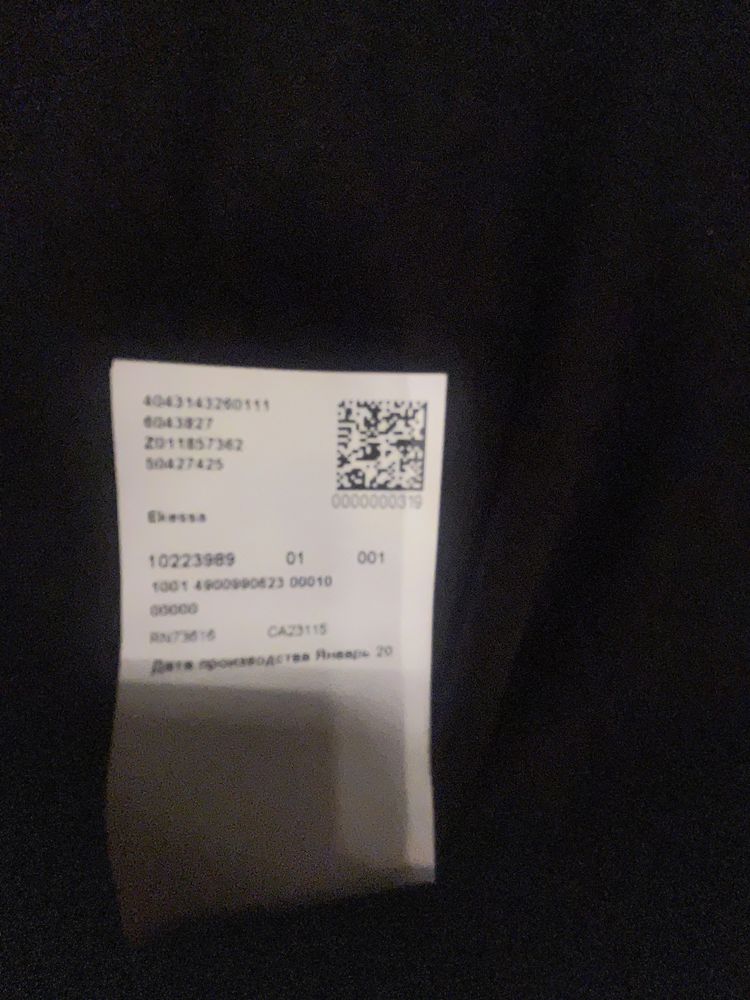 4043143260111
6043827
Z011857362
50427425
0000000319
Ekessa
10223989 01 001
1001 4900990623 00010
00000
RN73616 CA23115
Дата производства Январь 20